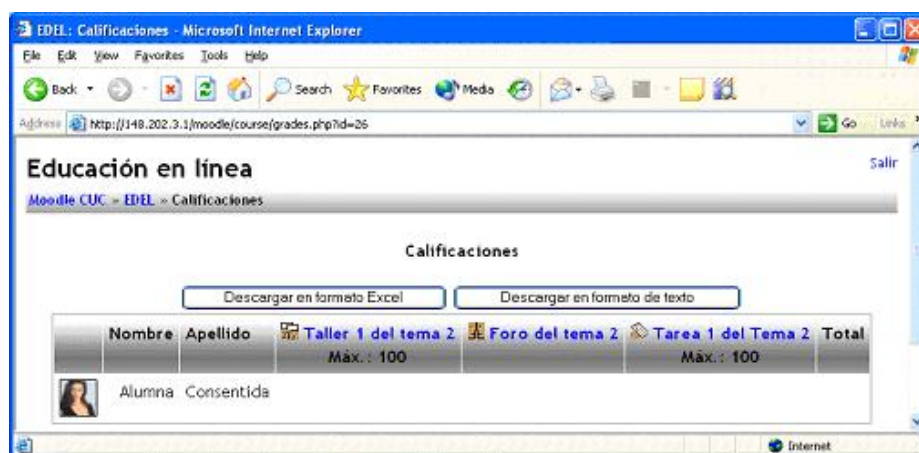 EDEL: Calificaciones - Microsoft Internet Explorer
File Edit View Favorites Tools Help
Back Search Favorites Media
Address http://148.202.3.1/moodle/course/grades.php?id=26 Go Links
Educación en línea Salir
Moodle CUC » EDEL » Calificaciones
Calificaciones
Descargar en formato Excel Descargar en formato de texto
Nombre Apellido Taller 1 del tema 2 Foro del tema 2 Tarea 1 del Tema 2 Total
Máx.: 100 Máx.: 100
Alumna Consentida
Internet